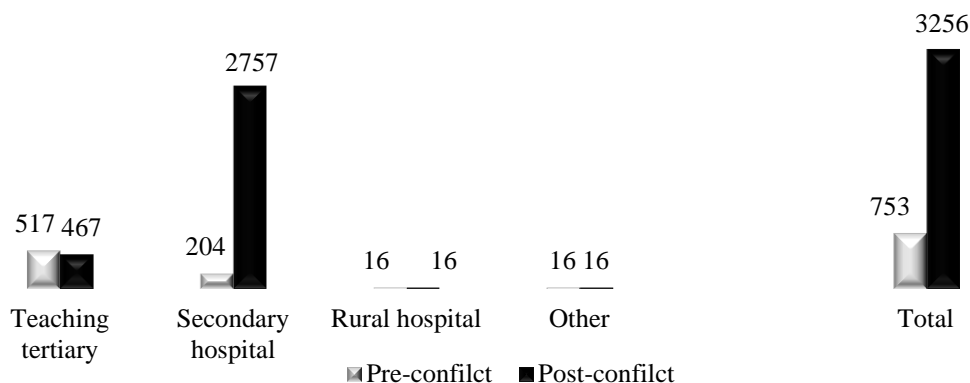 3256
2757
753
517
467
204
16
16
16
16
Teaching
tertiary
Secondary
hospital
Rural hospital
Other
Total
Pre-confilct
Post-confilct